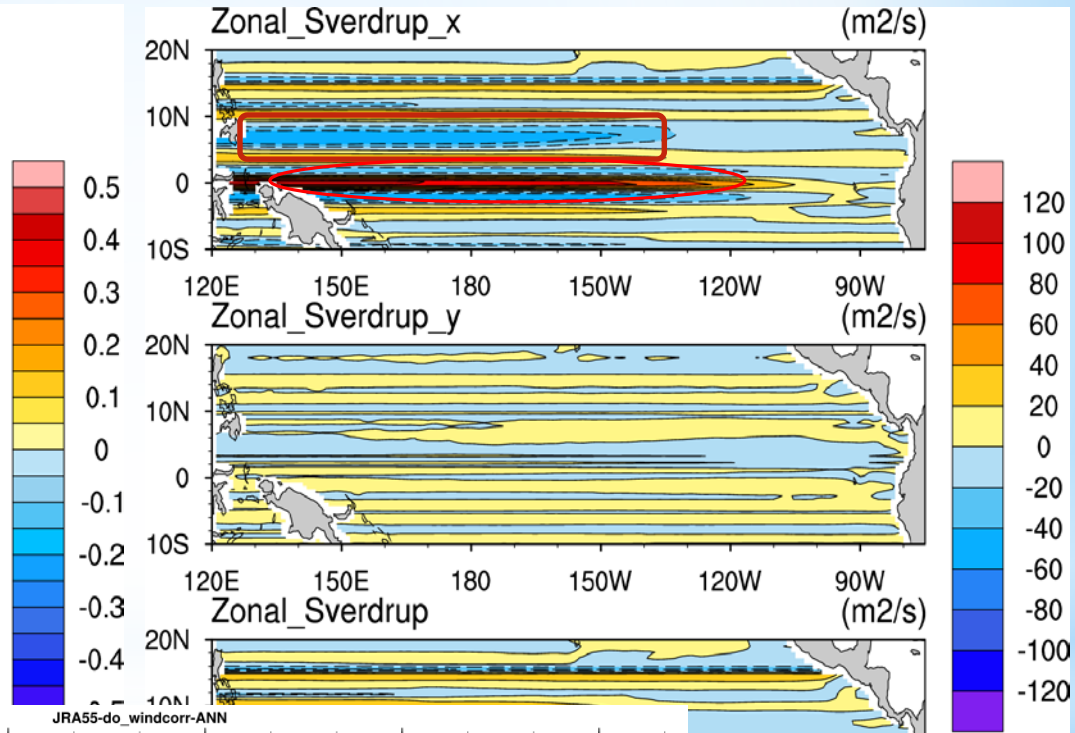 Zonal_Sverdrup_x (m2/s)
20N
10N
0
10S
120E 150E 180 150W 120W 90W
Zonal_Sverdrup_y (m2/s)
20N
10N
0
10S
120E 150E 180 150W 120W 90W
Zonal_Sverdrup (m2/s)
20N
0.5
0.4
0.3
0.2
0.1
0
-0.1
-0.2
-0.3
-0.4
120
100
80
60
40
20
0
-20
-40
-60
-80
-100
-120
JRA55-do_windcorr-ANN